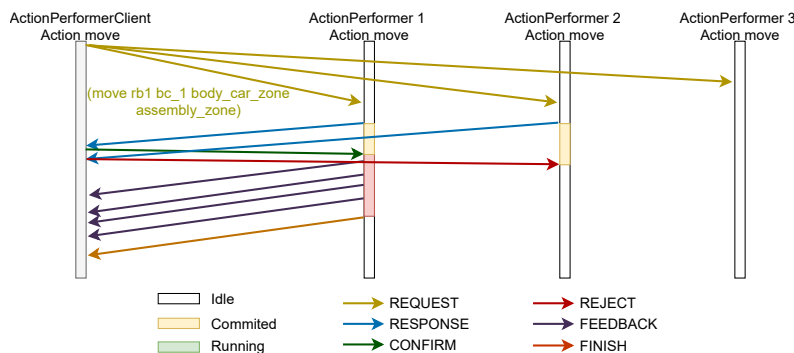 ActionPerformerClient
Action move
ActionPerformer 1
Action move
ActionPerformer 2
Action move
ActionPerformer 3
Action move
(move rb1 bc_1 body_car_zone
assembly_zone)
Idle
Commited
Running
REQUEST
RESPONSE
CONFIRM
REJECT
FEEDBACK
FINISH